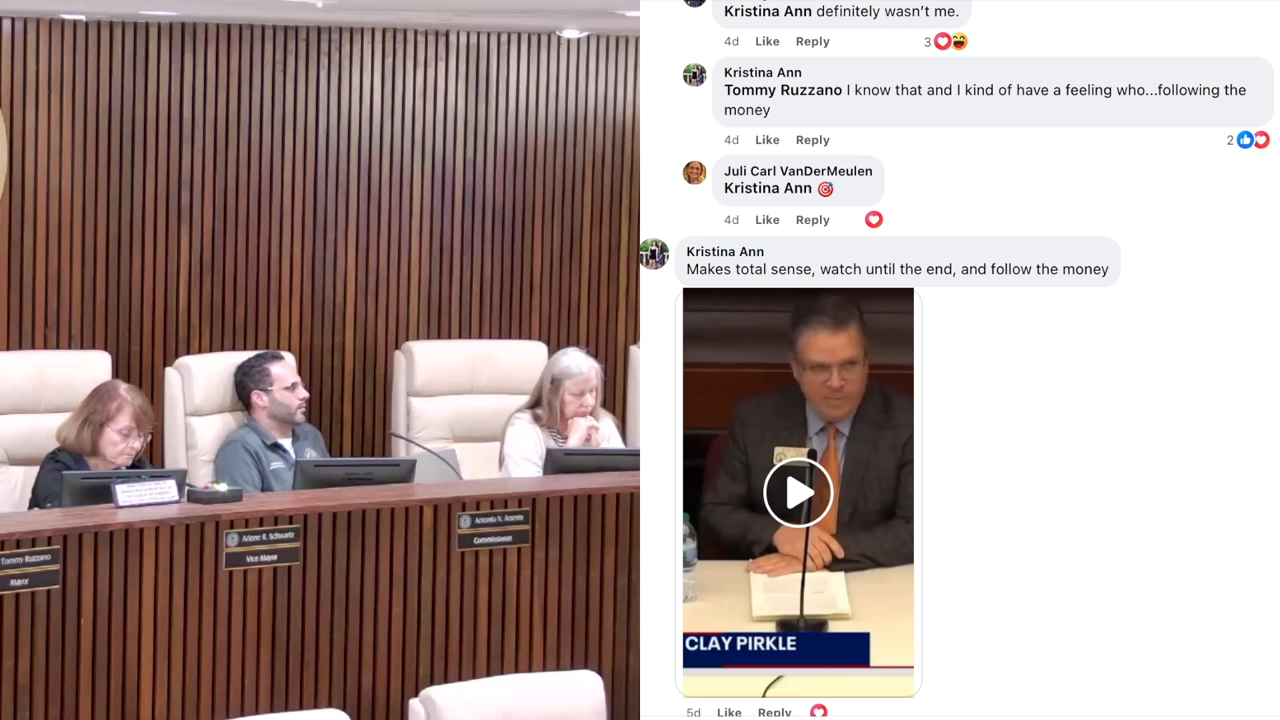 Tommy Ruzzano
Mayor
Arlene R. Schwartz
Vice Mayor
Antonio V. Arserio
Commissioner
Kristina Ann definitely wasn’t me.
4d Like Reply 3
Kristina Ann
Tommy Ruzzano I know that and I kind of have a feeling who...following the
money
4d Like Reply 2
Juli Carl VanDerMeulen
Kristina Ann 🎯
4d Like Reply
Kristina Ann
Makes total sense, watch until the end, and follow the money
CLAY PIRKLE
5d Like Reply